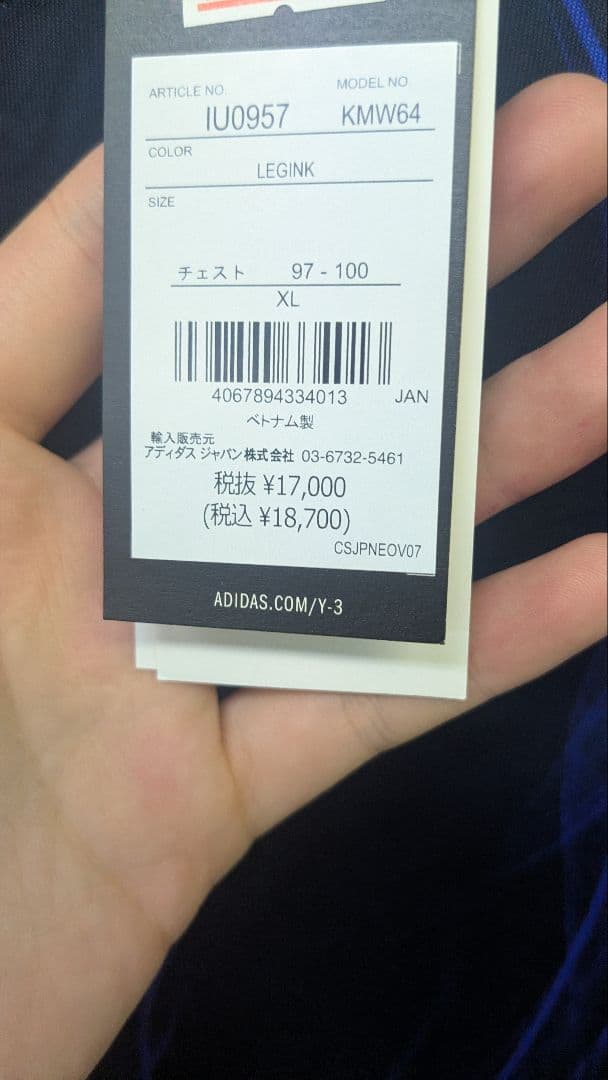 ARTICLE NO.
MODEL NO
IU0957
KMW64
COLOR
LEGINK
SIZE
チェスト 97 - 100
XL
4067894334013 JAN
ベトナム製
輸入販売元
アディダス ジャパン株式会社 03-6732-5461
税抜 ¥17,000
(税込 ¥18,700)
CSJPNEOV07
ADIDAS.COM/Y-3